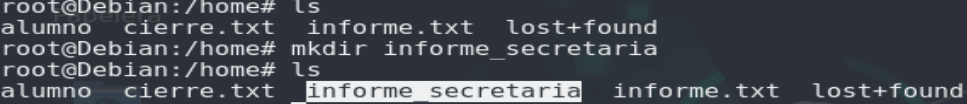 root@Debian:/home# ls
alumno  cierre.txt  informe.txt  lost+found
root@Debian:/home# mkdir informe_secretaria
root@Debian:/home# ls
alumno  cierre.txt  informe_secretaria  informe.txt  lost+found